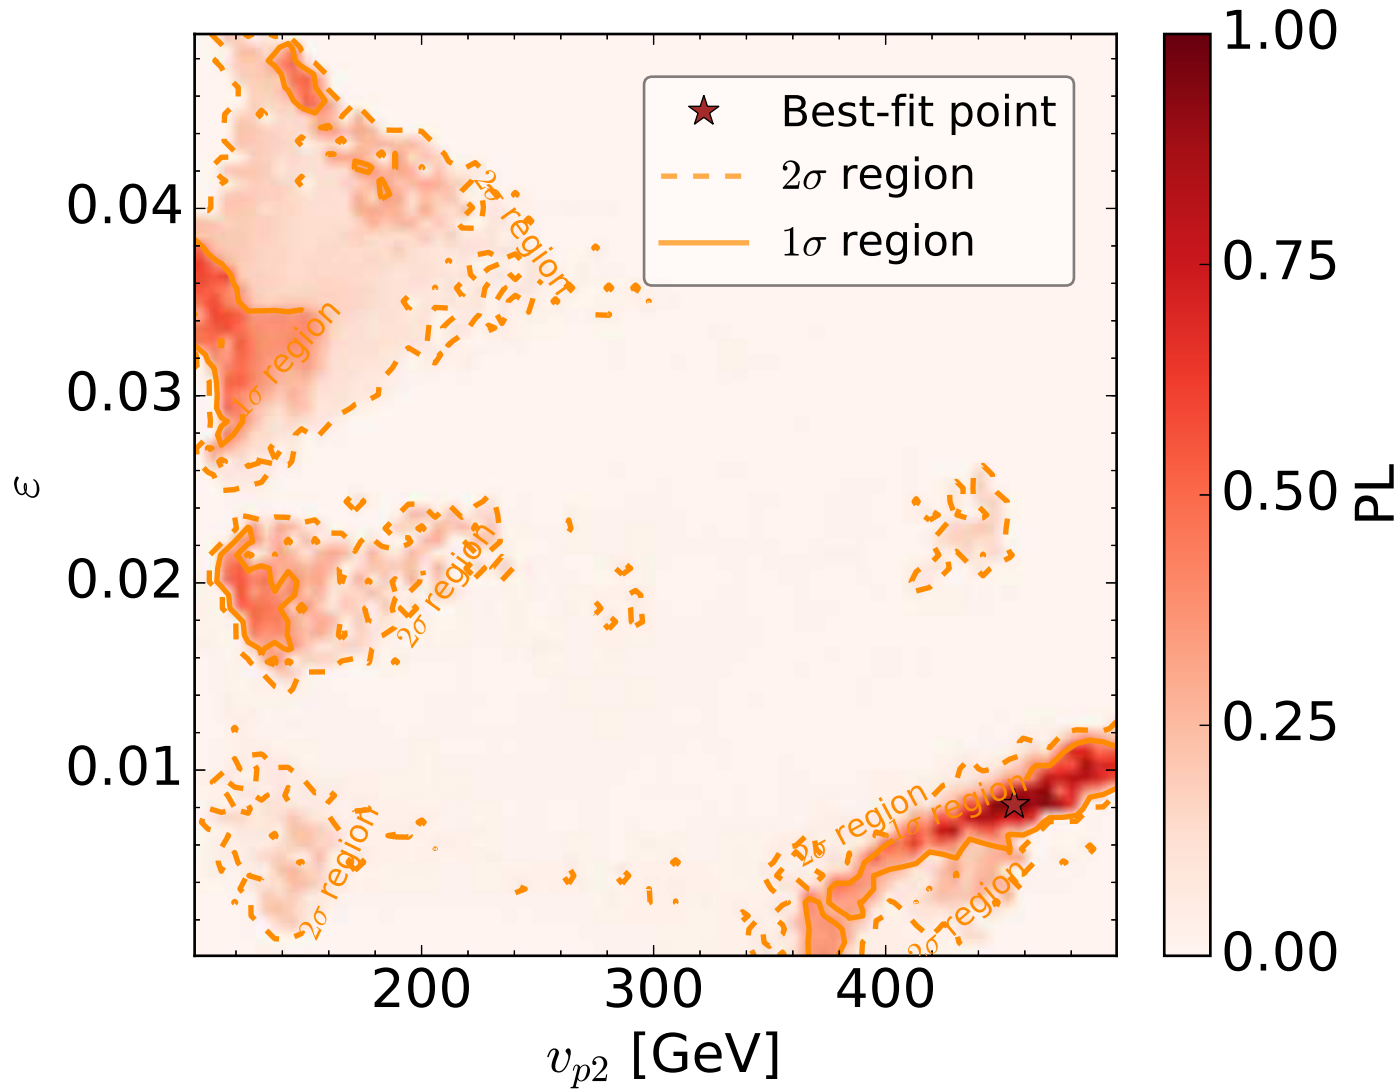 Best-fit point
2σ region
1σ region
2σ region
1σ region
2σ region
2σ region
2σ region
1σ region
2σ region
0.04
0.03
0.02
0.01
ε
200
300
400
v_{p2} [GeV]
1.00
0.75
0.50
0.25
0.00
PL